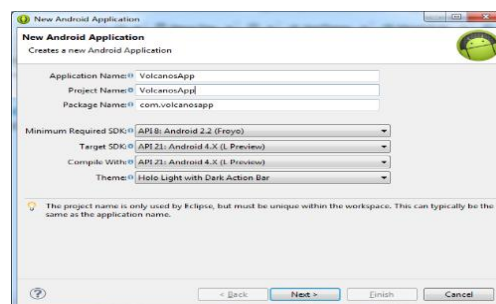 New Android Application
New Android Application
Creates a new Android Application
Application Name: VolcanosApp
Project Name: VolcanosApp
Package Name: com.volcanosapp
Minimum Required SDK: API 8: Android 2.2 (Froyo)
Target SDK: API 21: Android 4.X (L Preview)
Compile With: API 21: Android 4.X (L Preview)
Theme: Holo Light with Dark Action Bar
The project name is only used by Eclipse, but must be unique within the workspace. This can typically be the
same as the application name.
< Back Next > Finish Cancel